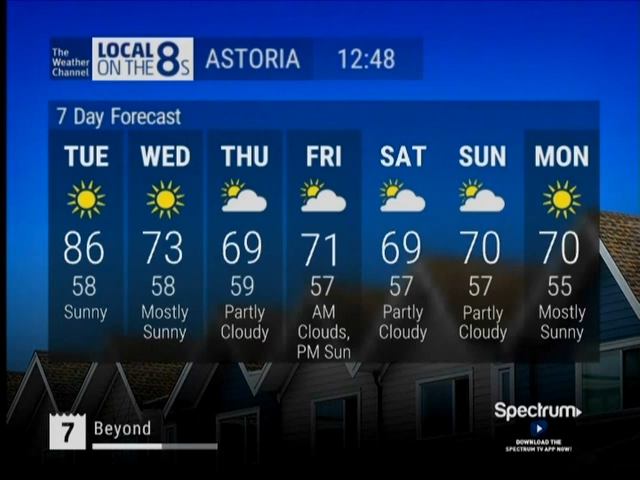 The Weather Channel
LOCAL ON THE 8s
ASTORIA
12:48
7 Day Forecast
TUE WED THU FRI SAT SUN MON
86 73 69 71 69 70 70
58 58 59 57 57 57 55
Sunny
Mostly Sunny
Partly Cloudy
AM Clouds, PM Sun
Partly Cloudy
Partly Cloudy
Mostly Sunny
7
Beyond
Spectrum
DOWNLOAD THE
SPECTRUM TV APP NOW!